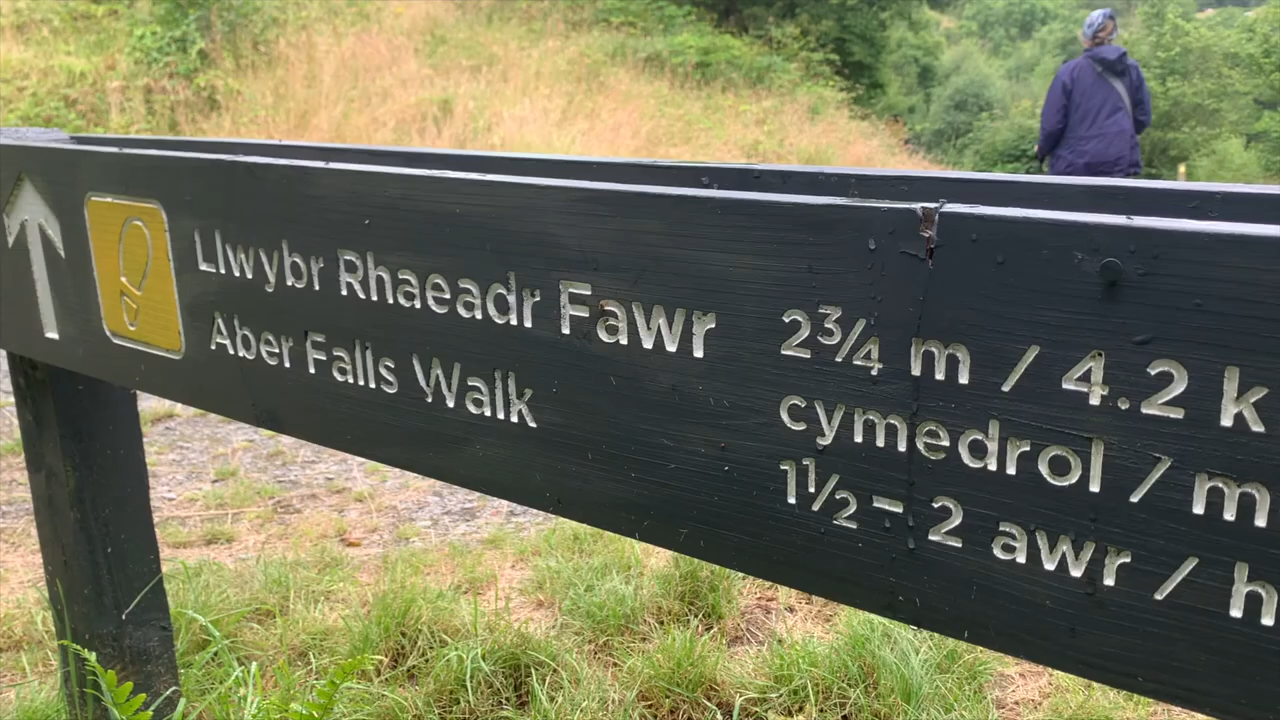 Llwybr Rhaeadr Fawr 2¾ m / 4.2 k
Aber Falls Walk cymedrol / m
1½ - 2 awr / h